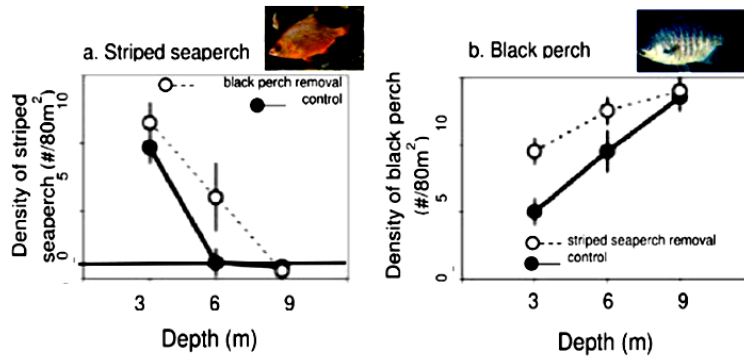 a. Striped seaperch
black perch removal
control
Density of striped
seaperch (#/80m²)
10
5
0
3 6 9
Depth (m)
b. Black perch
striped seaperch removal
control
Density of black perch
(#/80m²)
10
5
0
3 6 9
Depth (m)